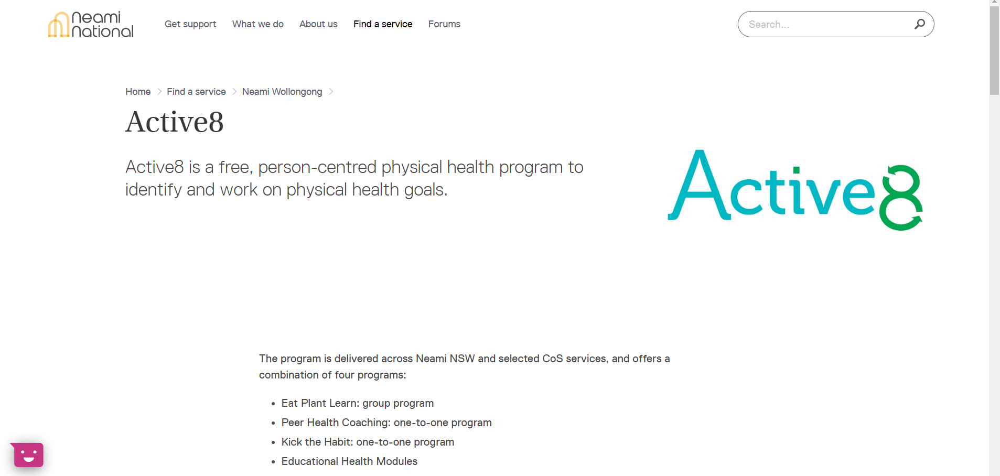 neami
national
Get support
What we do
About us
Find a service
Forums
Search...
Home
Find a service
Neami Wollongong
Active8
Active8 is a free, person-centred physical health program to
identify and work on physical health goals.
Active8
The program is delivered across Neami NSW and selected CoS services, and offers a
combination of four programs:
• Eat Plant Learn: group program
• Peer Health Coaching: one-to-one program
• Kick the Habit: one-to-one program
• Educational Health Modules